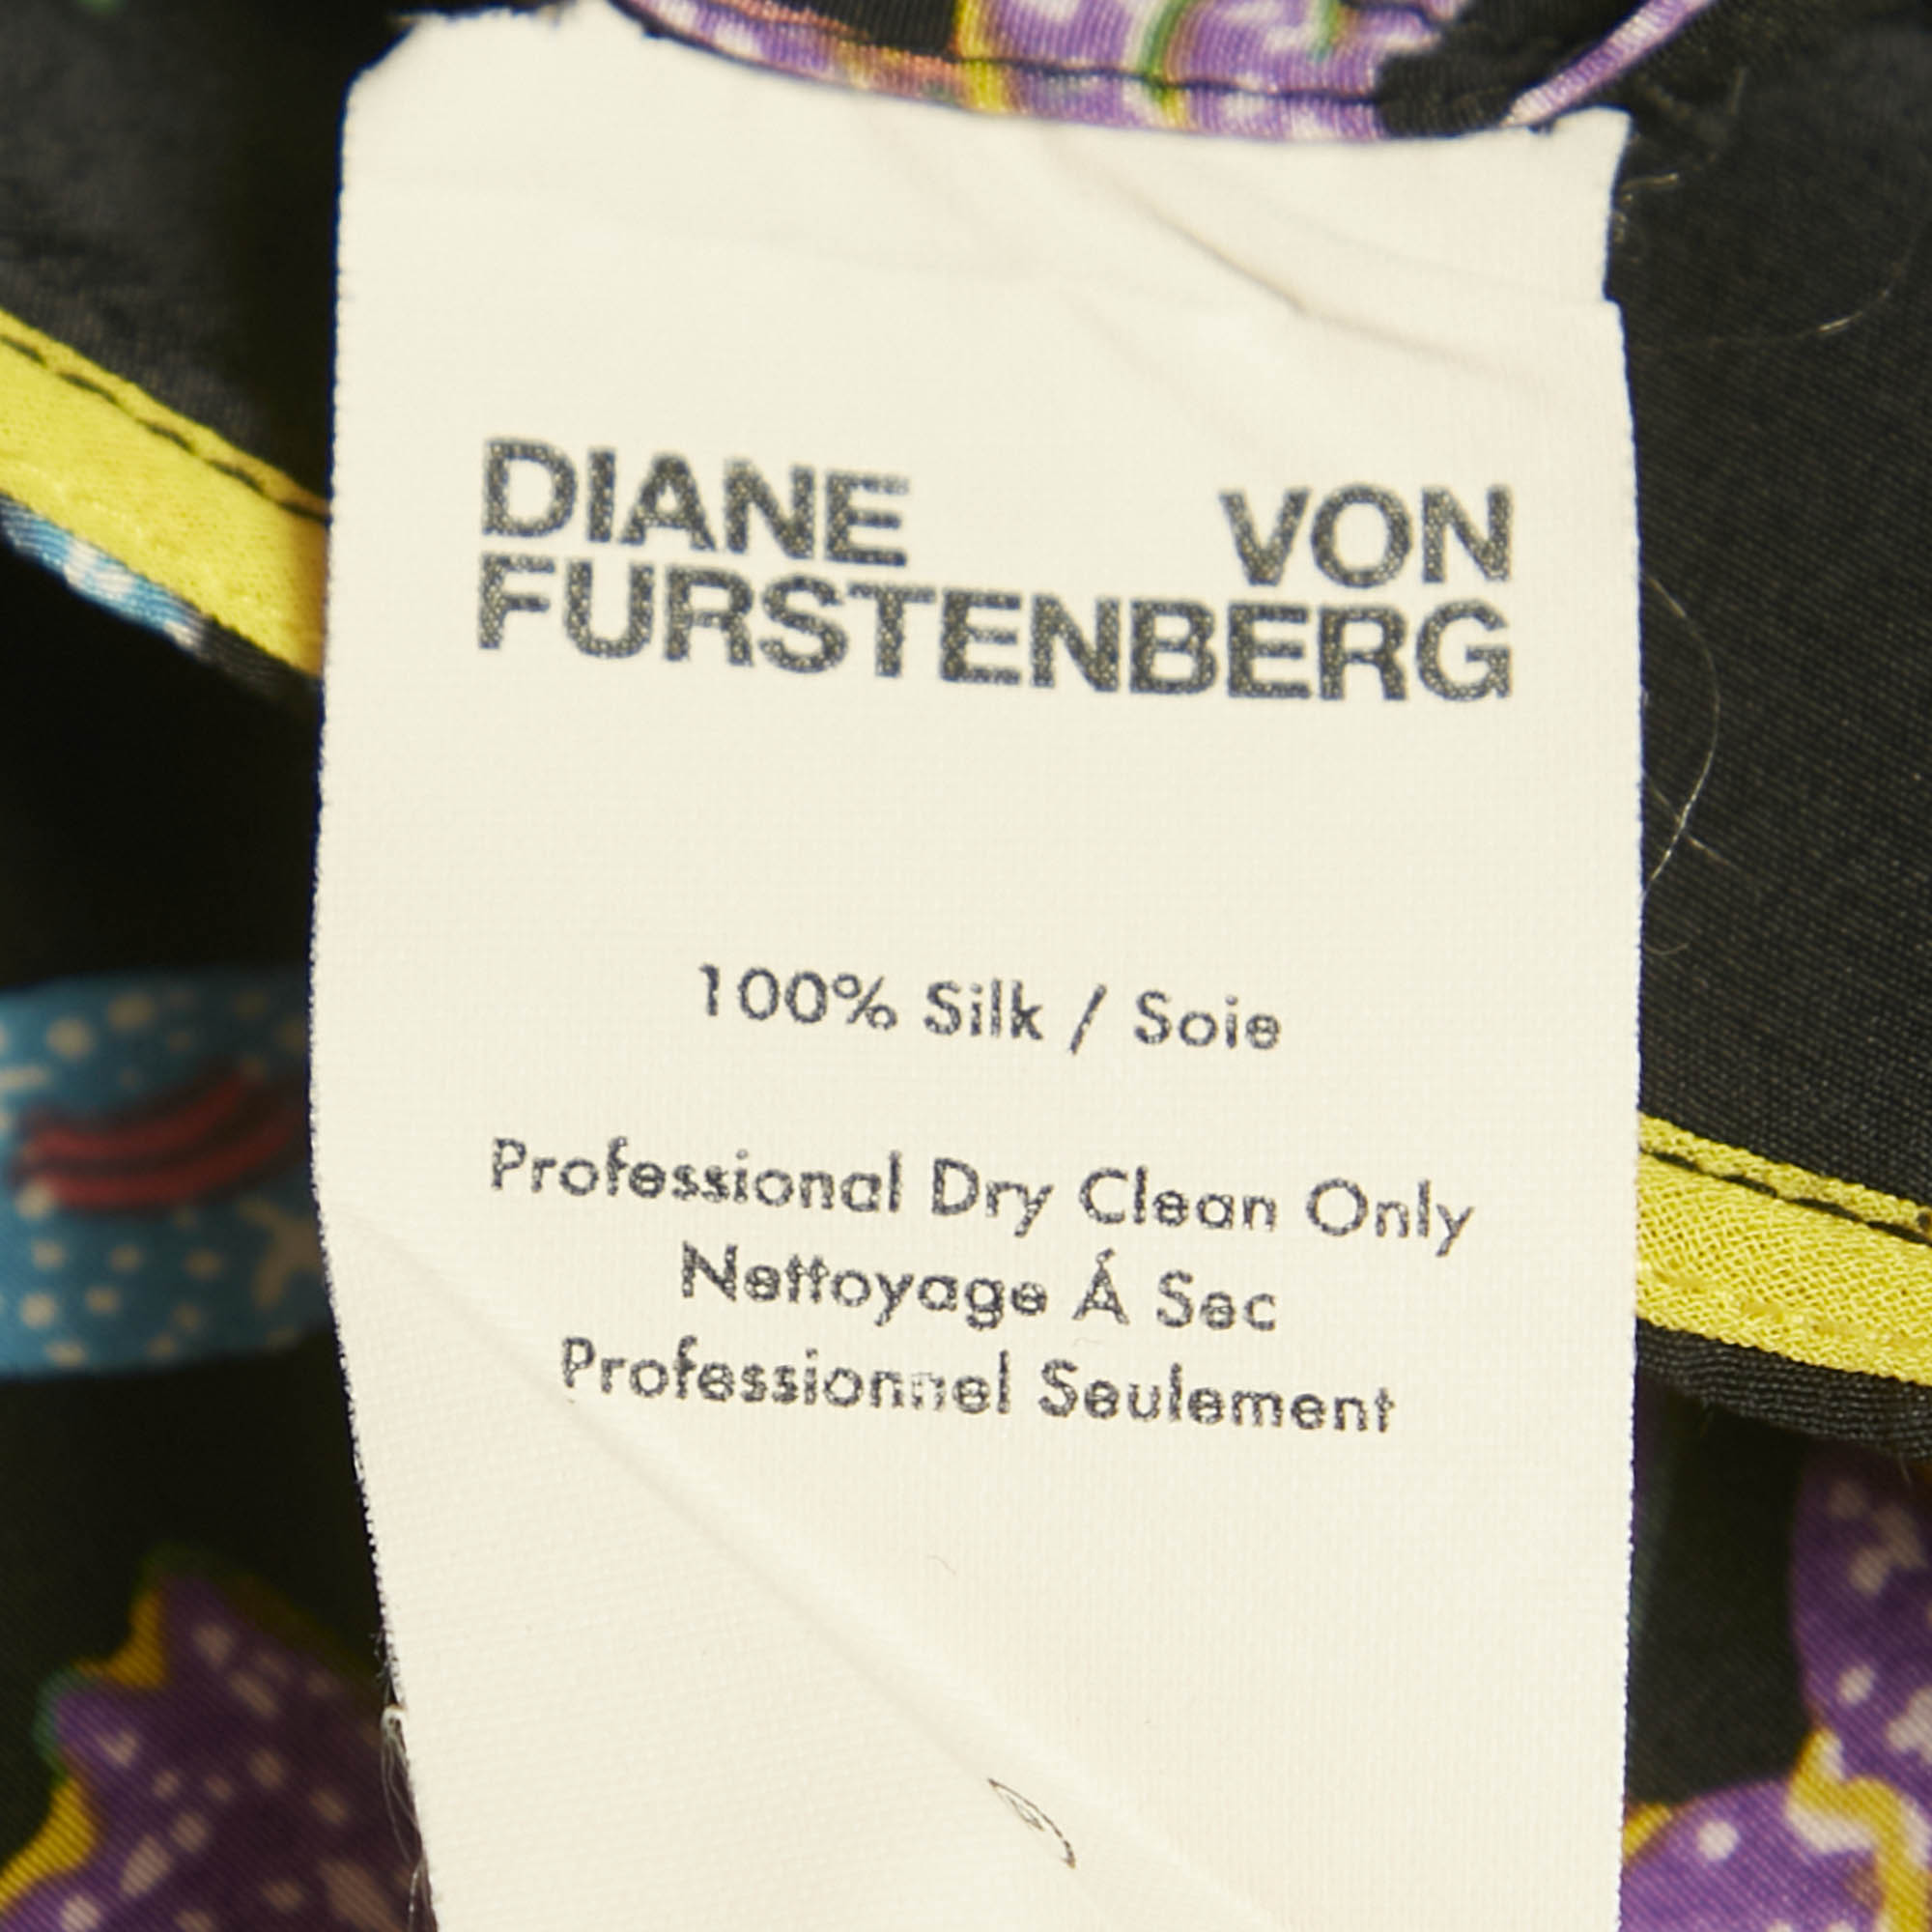 DIANE VON
FURSTENBERG
100% Silk / Soie
Professional Dry Clean Only
Nettoyage Á Sec
Professionnel Seulement